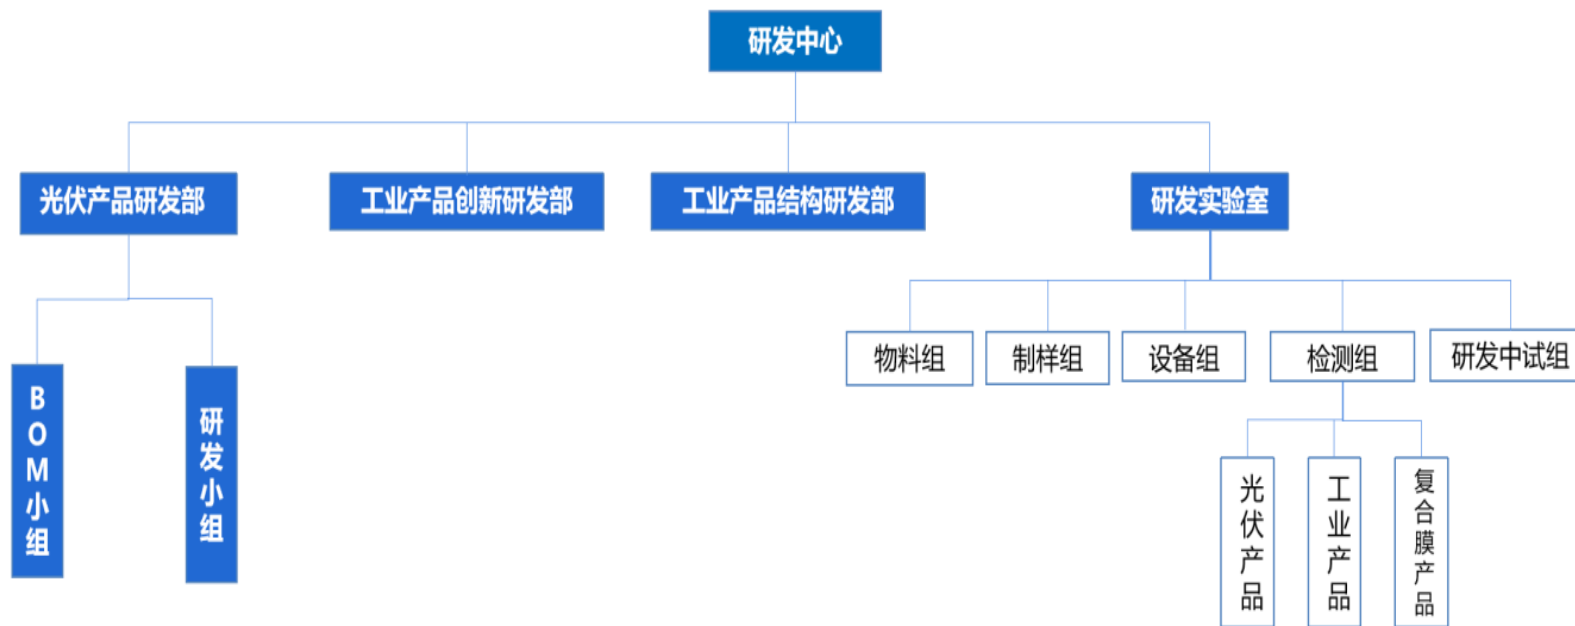 研发中心
光伏产品研发部
工业产品创新研发部
工业产品结构研发部
研发实验室
物料组
制样组
设备组
检测组
研发中试组
BOM小组
研发小组
光伏产品
工业产品
复合膜产品